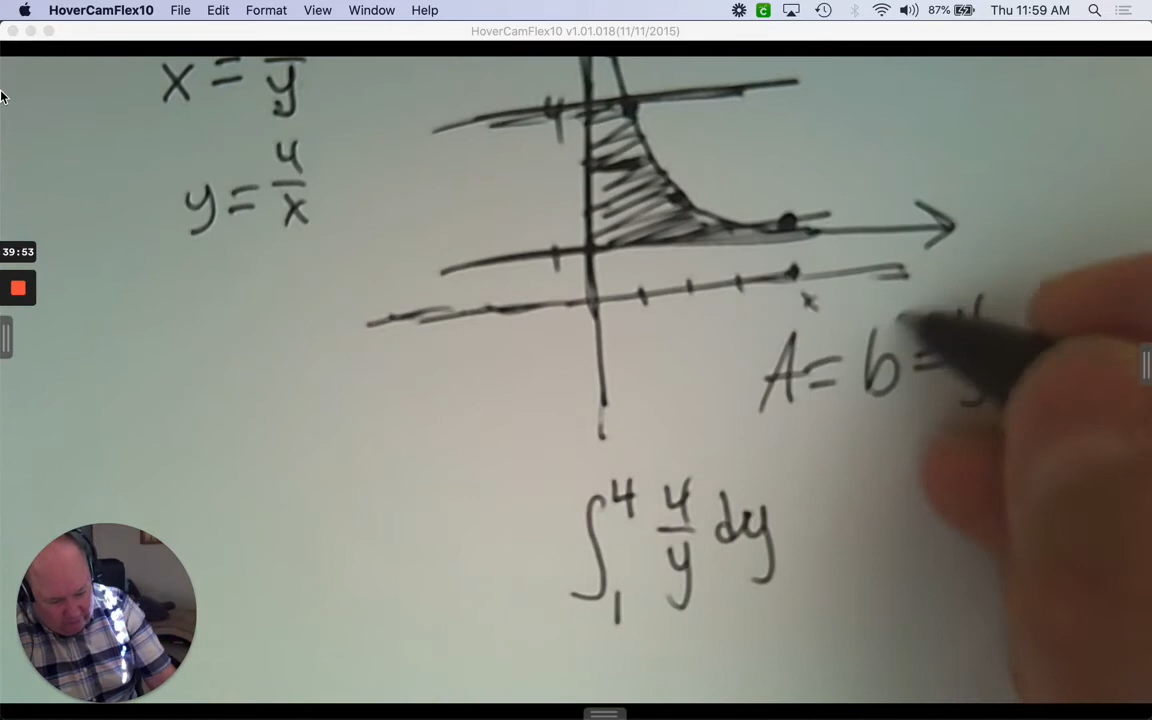 HoverCamFlex10 File Edit Format View Window Help 87% Thu 11:59 AM
HoverCamFlex10 v1.01.018(11/11/2015)
x = / y
4
y = 4/x
39:53
x
A = b =
∫₁⁴ 4/y dy